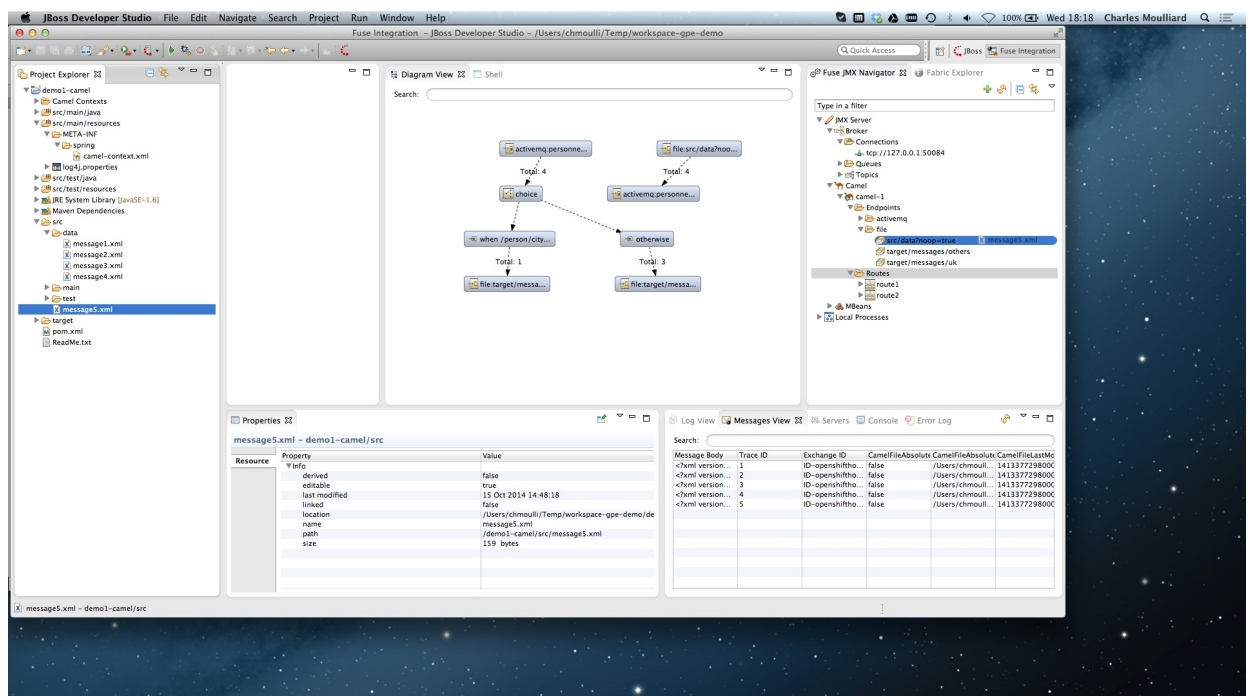 JBoss Developer Studio File Edit Navigate Search Project Run Window Help 100% Wed 18:18 Charles Moulliard
Fuse Integration – JBoss Developer Studio – /Users/chmoulli/Temp/workspace-gpe-demo
Quick Access JBoss Fuse Integration
Project Explorer
demo1-camel
Camel Contexts
src/main/java
src/main/resources
META-INF
spring
camel-context.xml
log4j.properties
src/test/java
src/test/resources
JRE System Library [JavaSE-1.6]
Maven Dependencies
src
data
message1.xml
message2.xml
message3.xml
message4.xml
main
test
message5.xml
target
pom.xml
ReadMe.txt
Diagram View Shell
Search:
activemq:personne... file:src/data?noo...
Total: 4 Total: 4
choice activemq:personne...
when /person/city... otherwise
Total: 1 Total: 3
file:target/messa... file:target/messa...
Fuse JMX Navigator Fabric Explorer
Type in a filter
JMX Server
Broker
Connections
tcp://127.0.0.1:50084
Queues
Topics
Camel
camel-1
Endpoints
activemq
file
src/data?noop=true message5.xml
target/messages/others
target/messages/uk
Routes
route1
route2
MBeans
Local Processes
Properties
message5.xml – demo1-camel/src
Resource
Property Value
Info
derived false
editable true
last modified 15 Oct 2014 14:48:18
linked false
location /Users/chmoulli/Temp/workspace-gpe-demo/de
name message5.xml
path /demo1-camel/src/message5.xml
size 159 bytes
Log View Messages View Servers Console Error Log
Search:
Message Body Trace ID Exchange ID CamelFileAbsolute CamelFileAbsolute CamelFileLastMo
<?xml version... 1 ID-openshiftho... false /Users/chmoull... 1413377298000
<?xml version... 2 ID-openshiftho... false /Users/chmoull... 1413377298000
<?xml version... 3 ID-openshiftho... false /Users/chmoull... 1413377298000
<?xml version... 4 ID-openshiftho... false /Users/chmoull... 1413377298000
<?xml version... 5 ID-openshiftho... false /Users/chmoull... 1413377298000
message5.xml – demo1-camel/src